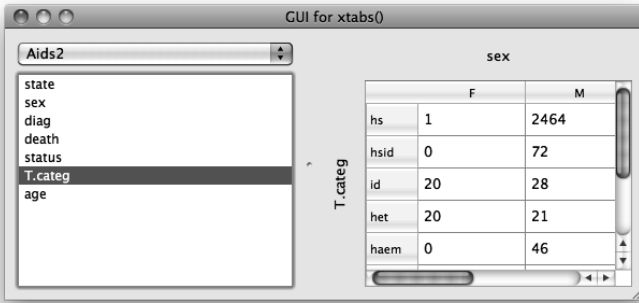 GUI for xtabs()
Aids2
state
sex
diag
death
status
T.categ
age
sex
T.categ
F M
hs 1 2464
hsid 0 72
id 20 28
het 20 21
haem 0 46